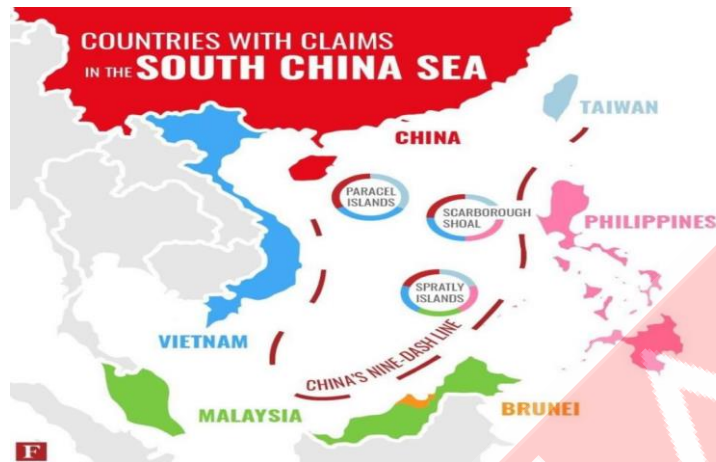 COUNTRIES WITH CLAIMS
IN THE SOUTH CHINA SEA
TAIWAN
CHINA
PARACEL
ISLANDS
SCARBOROUGH
SHOAL
PHILIPPINES
SPRATLY
ISLANDS
VIETNAM
CHINA'S NINE-DASH LINE
MALAYSIA
BRUNEI
F